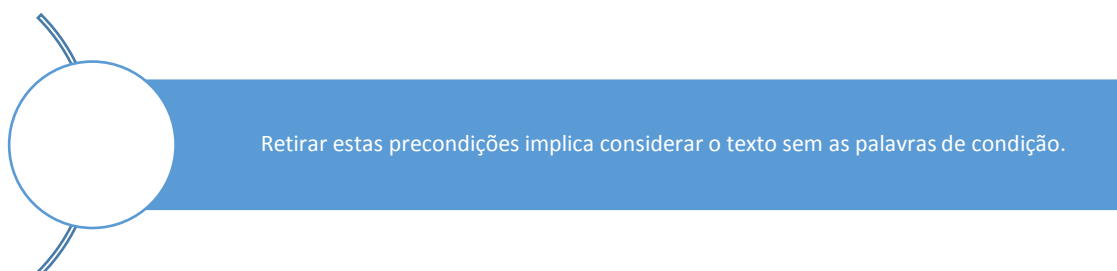 Retirar estas precondições implica considerar o texto sem as palavras de condição.